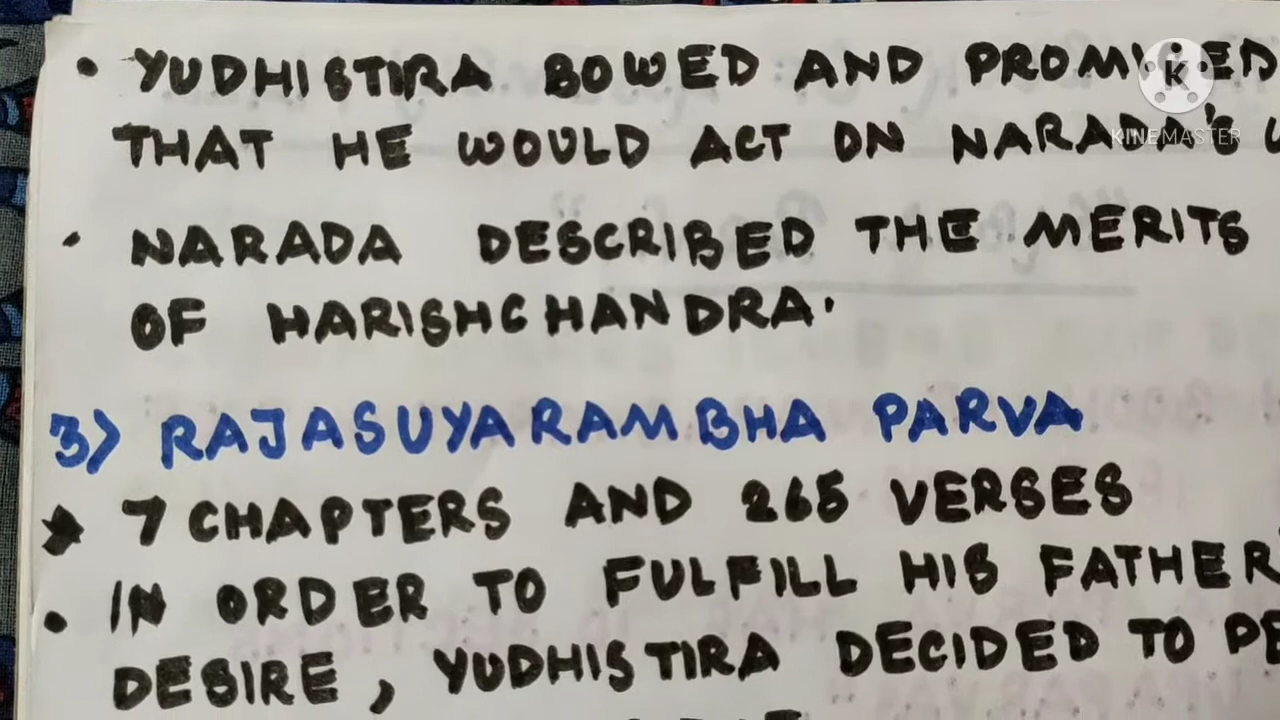 • YUDHISTIRA BOWED AND PROMISED
THAT HE WOULD ACT ON NARADA'S
• NARADA DESCRIBED THE MERITS
OF HARISHCHANDRA.
3) RAJASUYARAMBHA PARVA
→ 7 CHAPTERS AND 265 VERSES
• IN ORDER TO FULFILL HIS FATHER
DESIRE, YUDHISTIRA DECIDED TO
K
KINEMASTER